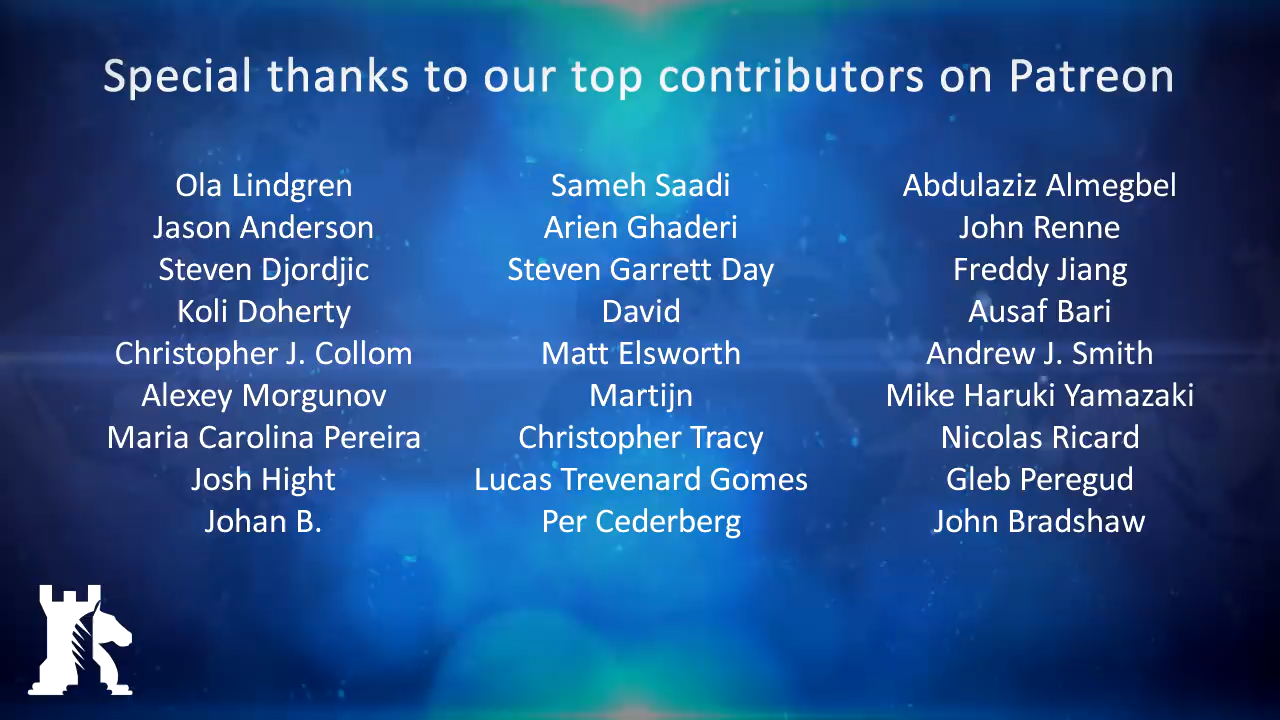 Special thanks to our top contributors on Patreon
Ola Lindgren
Jason Anderson
Steven Djordjic
Koli Doherty
Christopher J. Collom
Alexey Morgunov
Maria Carolina Pereira
Josh Hight
Johan B.
Sameh Saadi
Arien Ghaderi
Steven Garrett Day
David
Matt Elsworth
Martijn
Christopher Tracy
Lucas Trevenard Gomes
Per Cederberg
Abdulaziz Almegbel
John Renne
Freddy Jiang
Ausaf Bari
Andrew J. Smith
Mike Haruki Yamazaki
Nicolas Ricard
Gleb Peregud
John Bradshaw